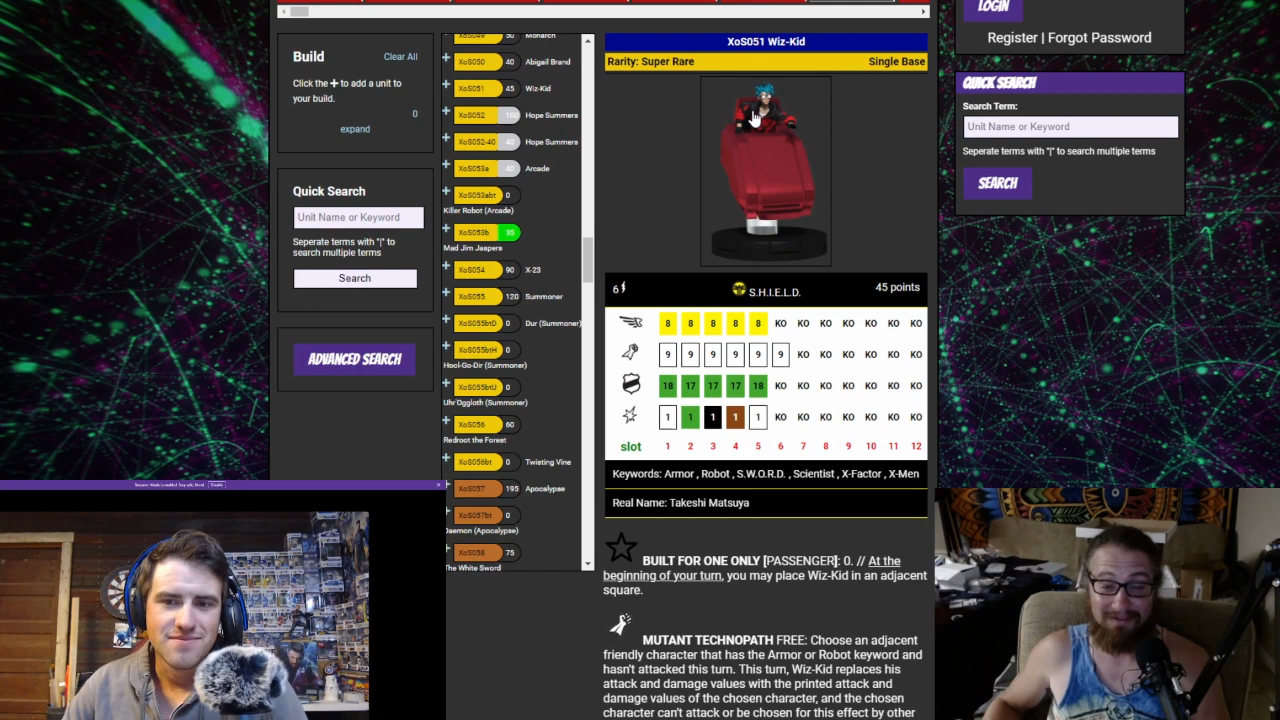 LOGIN
Register | Forgot Password
QUICK SEARCH
Search Term:
Unit Name or Keyword
Seperate terms with "|" to search multiple terms
SEARCH
Build
Clear All
Click the + to add a unit to
your build.
0
expand
Quick Search
Unit Name or Keyword
Seperate terms with "|" to
search multiple terms
Search
ADVANCED SEARCH
XoS049 50 Monarch
XoS050 40 Abigail Brand
XoS051 45 Wiz-Kid
XoS052 100 Hope Summers
XoS052-40 40 Hope Summers
XoS053a 40 Arcade
XoS053abt 0
Killer Robot (Arcade)
XoS053b 35
Mad Jim Jaspers
XoS054 90 X-23
XoS055 120 Summoner
XoS055btD 0 Dur (Summoner)
XoS055btH 0
Hool-Go-Dir (Summoner)
XoS055btU 0
Uhr'Oggloth (Summoner)
XoS056 60
Redroot the Forest
XoS056bt 0 Twisting Vine
XoS057 195 Apocalypse
XoS057bt 0
Daemon (Apocalypse)
XoS058 75
The White Sword
XoS051 Wiz-Kid
Rarity: Super Rare Single Base
6 S.H.I.E.L.D. 45 points
8 8 8 8 8 KO KO KO KO KO KO KO
9 9 9 9 9 9 KO KO KO KO KO KO
18 17 17 17 18 KO KO KO KO KO KO KO
1 1 1 1 1 KO KO KO KO KO KO KO
slot 1 2 3 4 5 6 7 8 9 10 11 12
Keywords: Armor , Robot , S.W.O.R.D. , Scientist , X-Factor , X-Men
Real Name: Takeshi Matsuya
BUILT FOR ONE ONLY [PASSENGER]: 0. // At the
beginning of your turn, you may place Wiz-Kid in an adjacent
square.
MUTANT TECHNOPATH FREE: Choose an adjacent
friendly character that has the Armor or Robot keyword and
hasn't attacked this turn. This turn, Wiz-Kid replaces his
attack and damage values with the printed attack and
damage values of the chosen character, and the chosen
character can't attack or be chosen for this effect by other